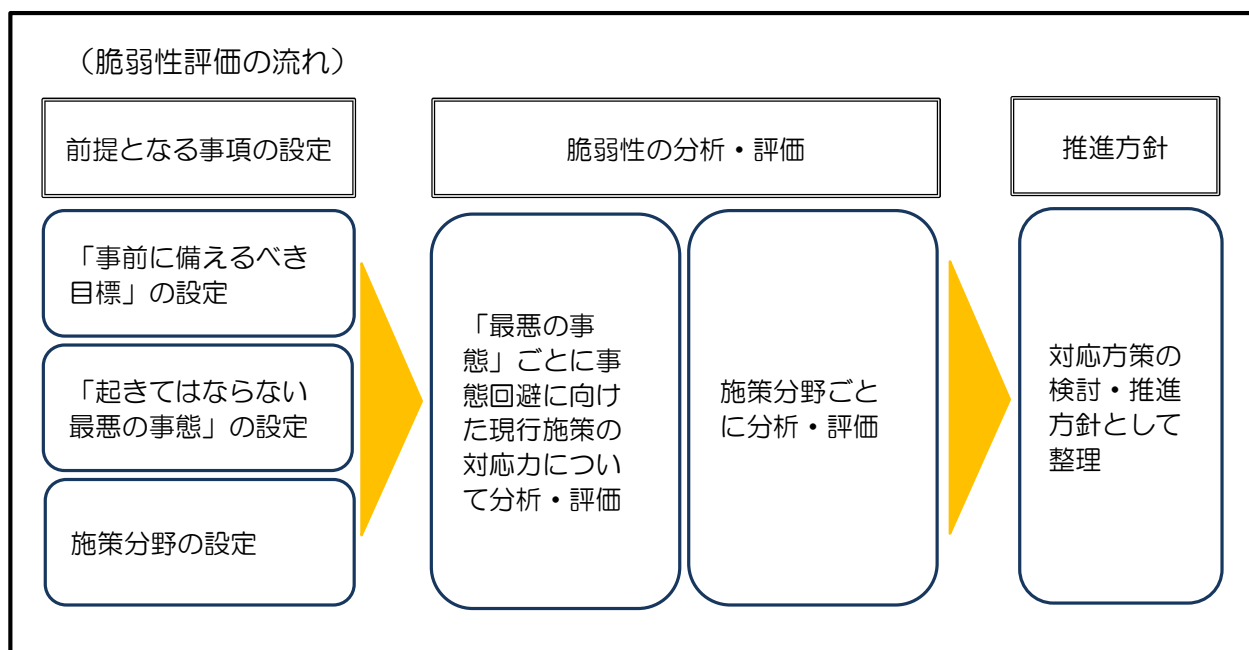 （脆弱性評価の流れ）
前提となる事項の設定
「事前に備えるべき
目標」の設定
「起きてはならない
最悪の事態」の設定
施策分野の設定
脆弱性の分析・評価
「最悪の事
態」ごとに事
態回避に向け
た現行施策の
対応力につい
て分析・評価
施策分野ごと
に分析・評価
推進方針
対応方策の
検討・推進
方針として
整理